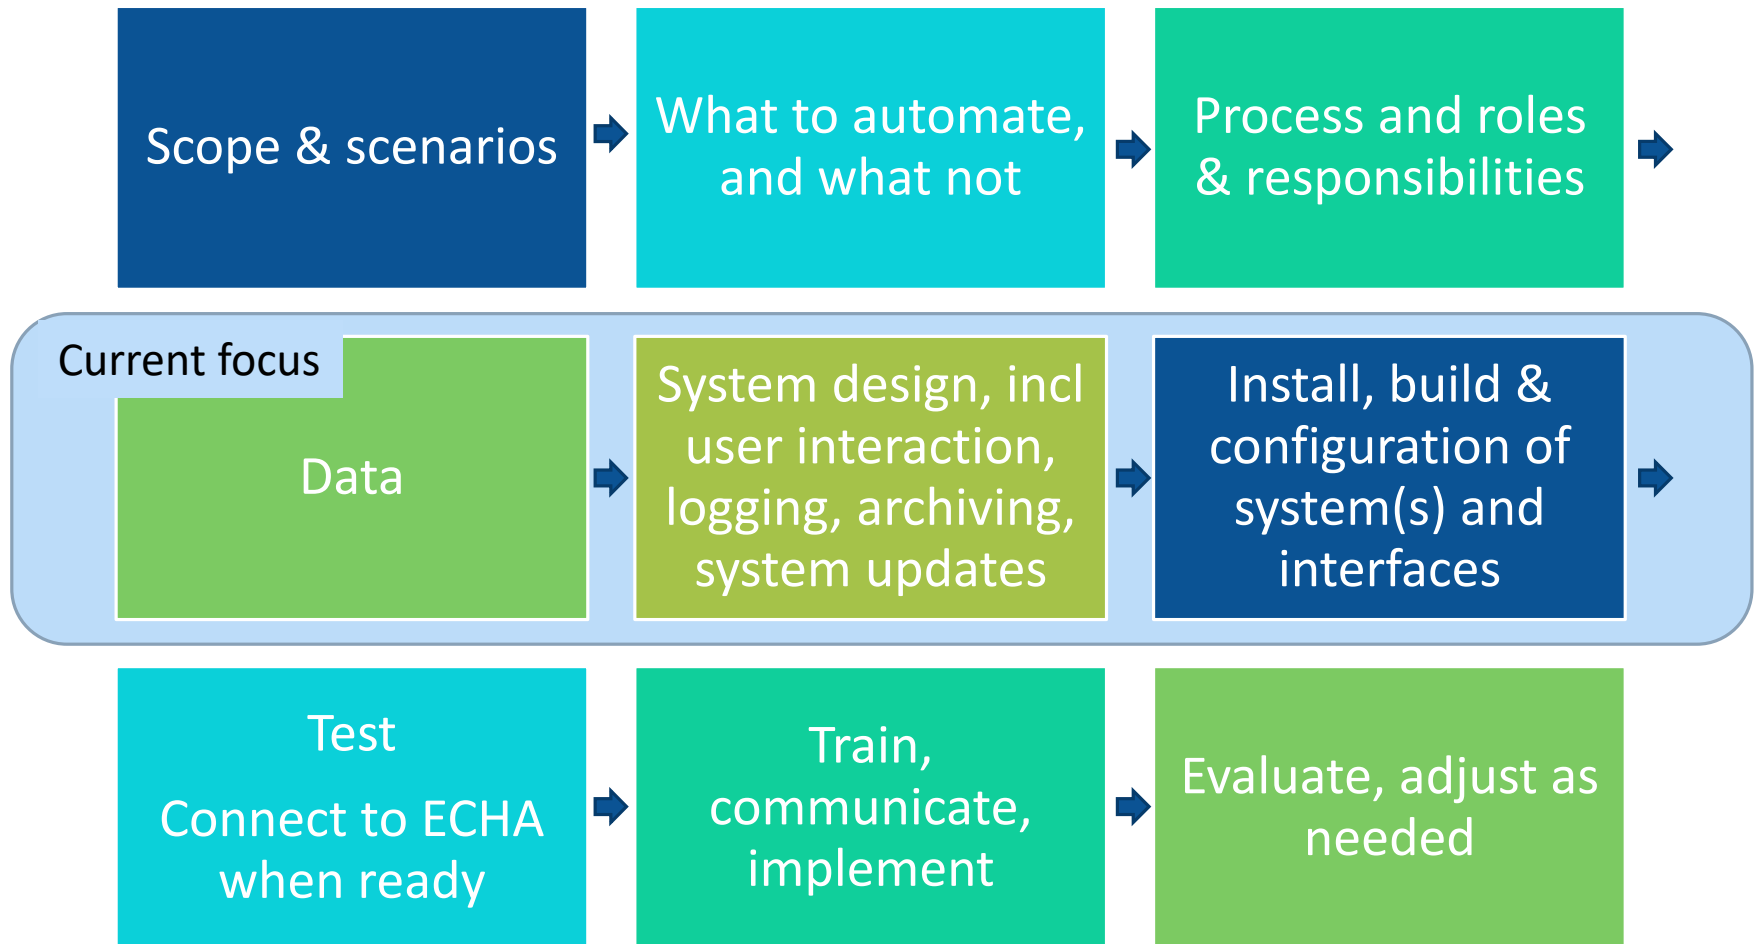 Scope & scenarios
What to automate,
and what not
Process and roles
& responsibilities
Current focus
Data
System design, incl
user interaction,
logging, archiving,
system updates
Install, build &
configuration of
system(s) and
interfaces
Test
Connect to ECHA
when ready
Train,
communicate,
implement
Evaluate, adjust as
needed